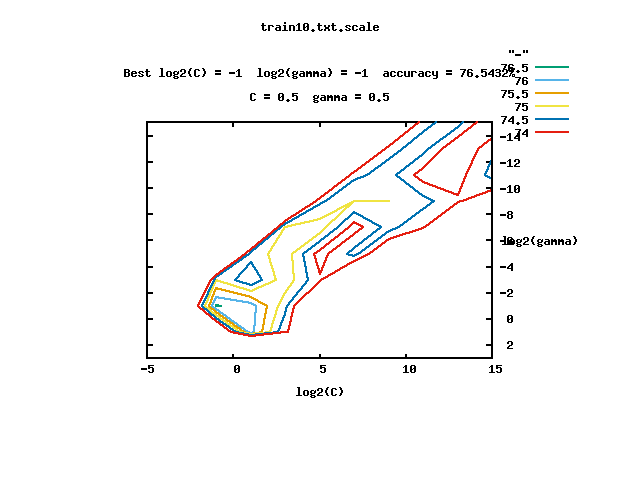 train10.txt.scale
"-"
Best log2(C) = -1  log2(gamma) = -1  accuracy = 76.5432%
C = 0.5  gamma = 0.5
76.5
76
75.5
75
74.5
74
-14
-12
-10
-8
-6
log2(gamma)
-4
-2
0
2
-5 0 5 10 15
log2(C)